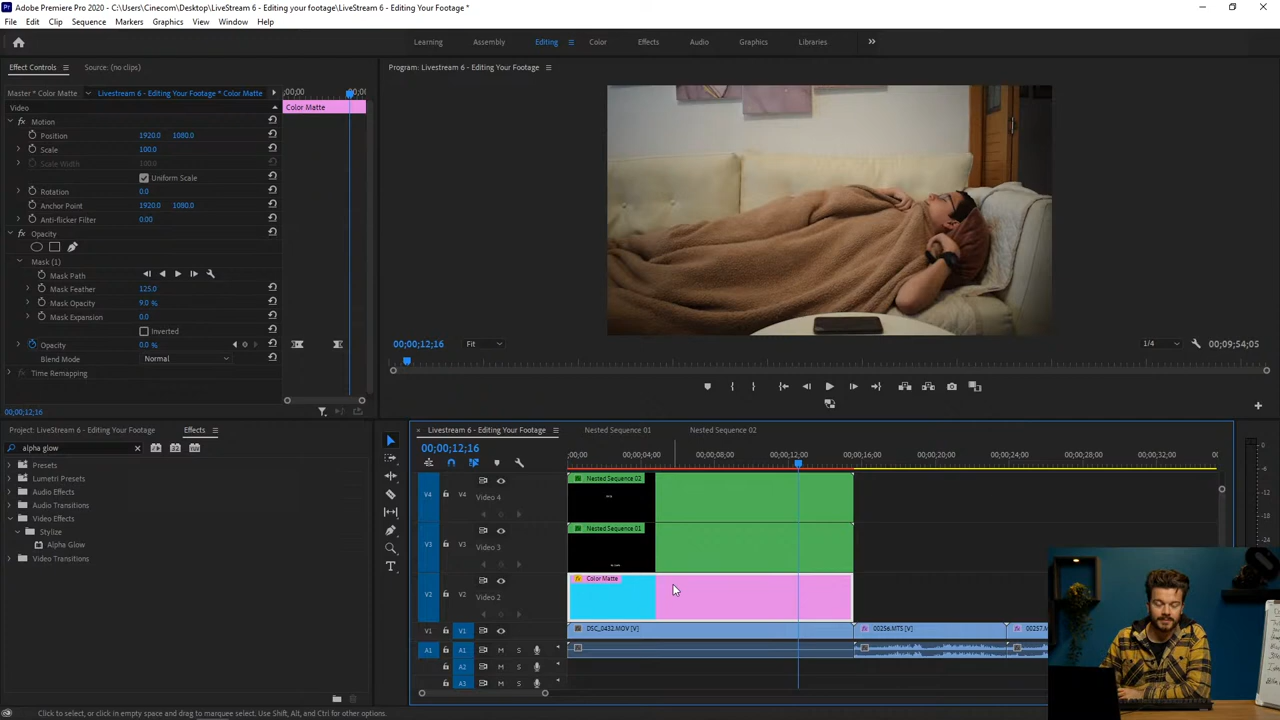 Adobe Premiere Pro 2020 - C:\Users\Cinecom\Desktop\LiveStream 6 - Editing your footage\LiveStream 6 - Editing Your Footage *
File Edit Clip Sequence Markers Graphics View Window Help
Learning Assembly Editing Color Effects Audio Graphics Libraries
Effect Controls Source: (no clips)
Program: Livestream 6 - Editing Your Footage
Master * Color Matte Livestream 6 - Editing Your Footage * Color Matte
;00;00
Video
Color Matte
fx Motion
Position 1920.0 1080.0
Scale 100.0
Scale Width 100.0
Uniform Scale
Rotation 0.0
Anchor Point 1920.0 1080.0
Anti-flicker Filter 0.00
fx Opacity
Mask (1)
Mask Path
Mask Feather 125.0
Mask Opacity 9.0 %
Mask Expansion 0.0
Inverted
Opacity 0.0 %
Blend Mode Normal
Time Remapping
00;00;12;16
00;00;12;16 Fit 1/4 00;09;54;05
Project: LiveStream 6 - Editing Your Footage Effects
alpha glow
Presets
Lumetri Presets
Audio Effects
Audio Transitions
Video Effects
Stylize
Alpha Glow
Video Transitions
Livestream 6 - Editing Your Footage Nested Sequence 01 Nested Sequence 02
00;00;12;16
;00;00 00;00;04;00 00;00;08;00 00;00;12;00 00;00;16;00 00;00;20;00 00;00;24;00 00;00;28;00 00;00;32;00
V4 V4 Video 4 Nested Sequence 02
V3 V3 Video 3 Nested Sequence 01
V2 V2 Video 2 Color Matte
V1 V1 DSC_0432.MOV [V] 00256.MTS [V] 00257.M
A1 A1 M S
A2 M S
A3 M S
0
-6
-12
-18
-24
Click to select, or click in empty space and drag to marquee select. Use Shift, Alt, and Ctrl for other options.